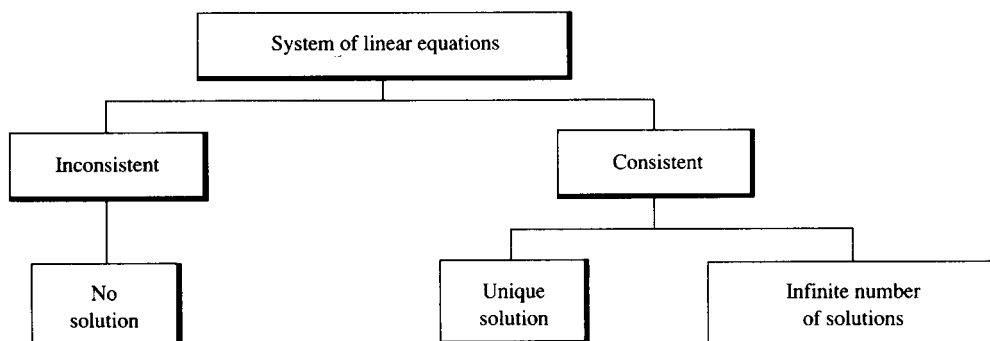 System of linear equations
Inconsistent
Consistent
No
solution
Unique
solution
Infinite number
of solutions